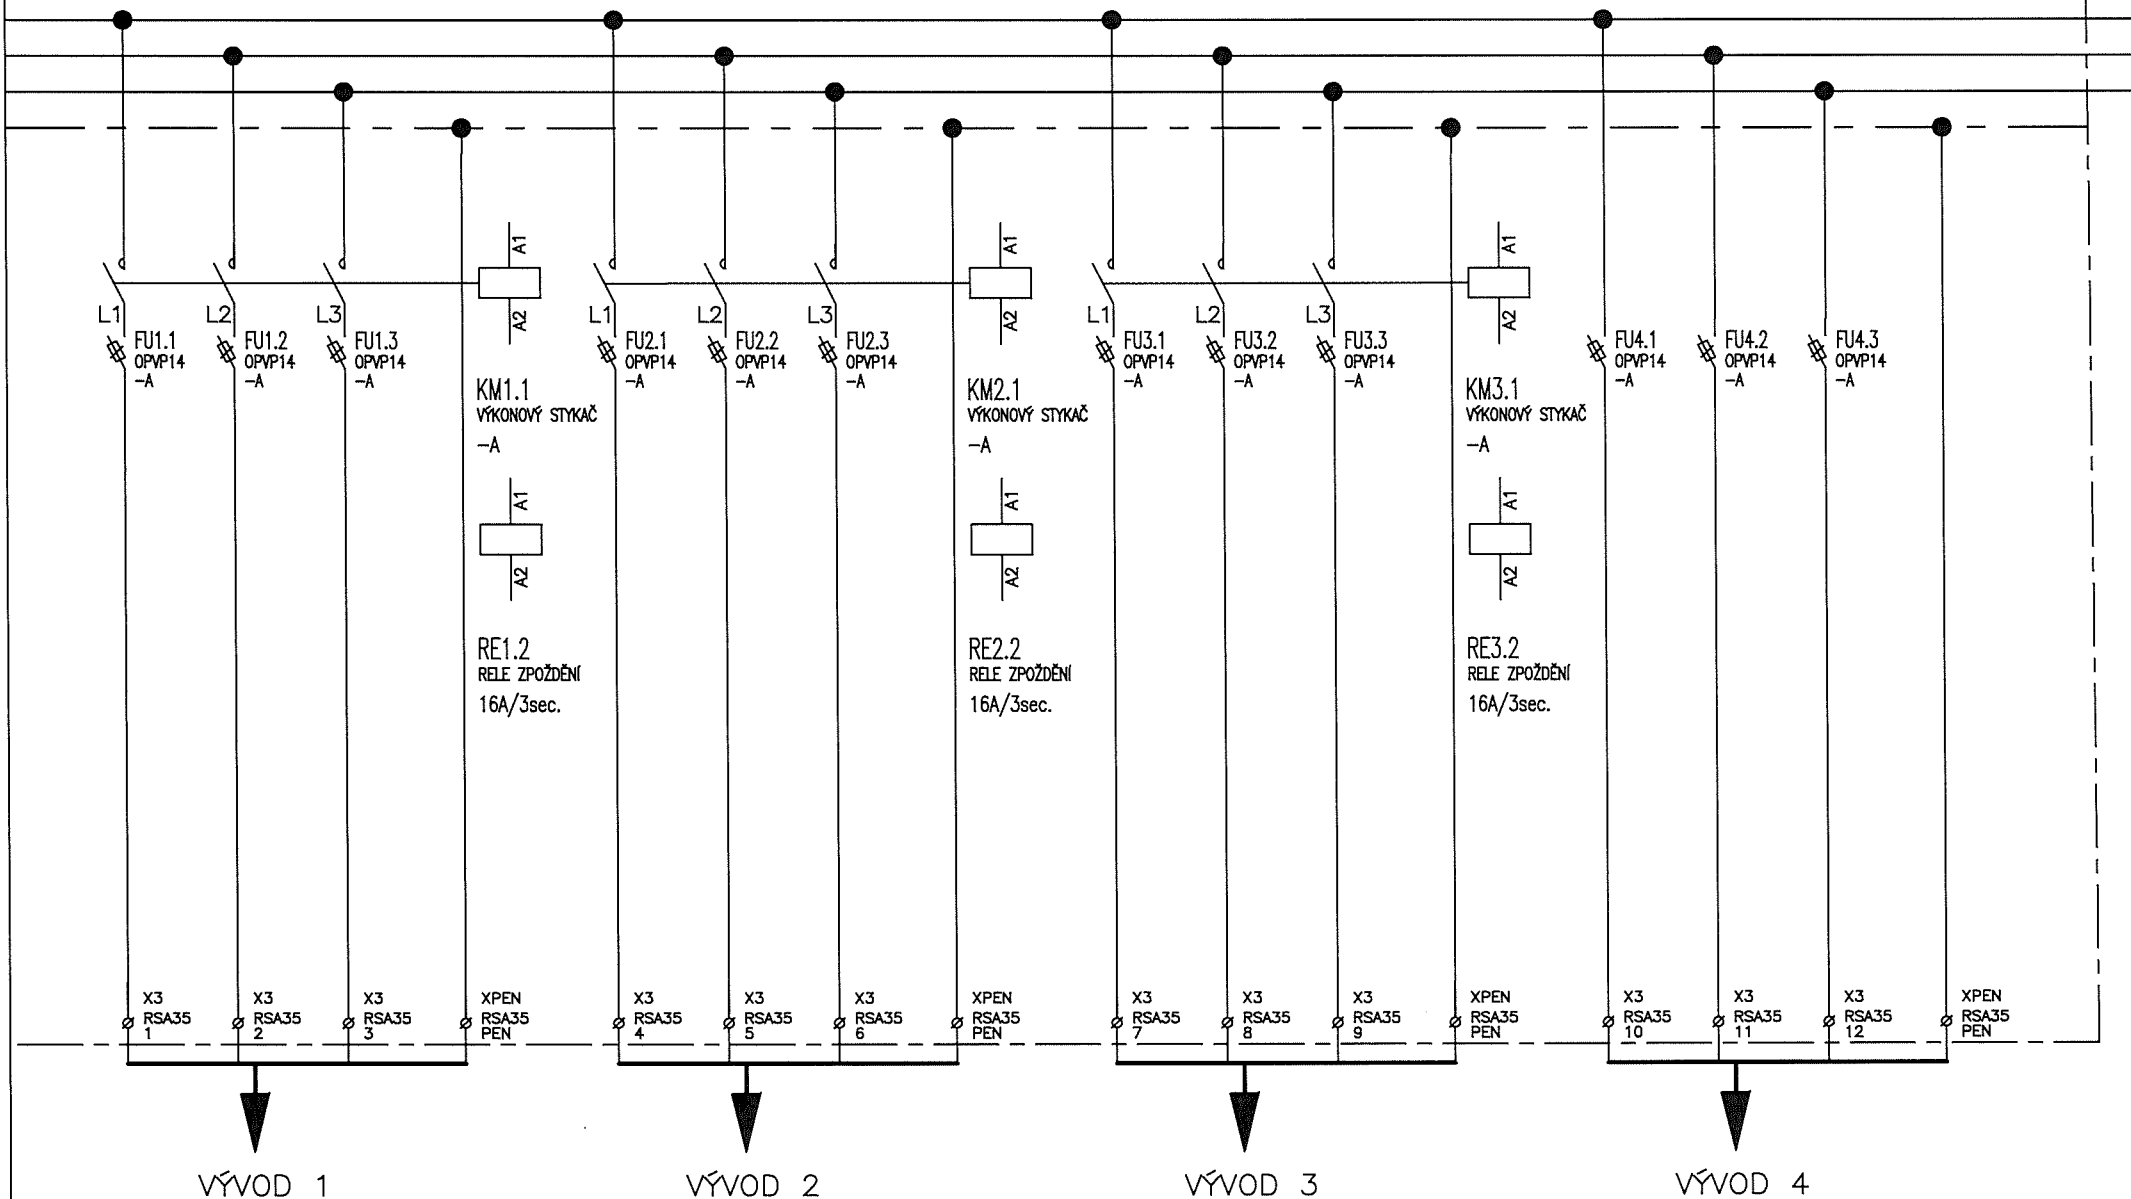 A1
A2
L1
L2
L3
FU1.1
OPVP14
-A
FU1.2
OPVP14
-A
FU1.3
OPVP14
-A
KM1.1
VÝKONOVÝ STYKAČ
-A
A1
A2
RE1.2
RELE ZPOŽDĚNÍ
16A/3sec.
X3
RSA35
1
X3
RSA35
2
X3
RSA35
3
XPEN
RSA35
PEN
VÝVOD 1
A1
A2
L1
L2
L3
FU2.1
OPVP14
-A
FU2.2
OPVP14
-A
FU2.3
OPVP14
-A
KM2.1
VÝKONOVÝ STYKAČ
-A
A1
A2
RE2.2
RELE ZPOŽDĚNÍ
16A/3sec.
X3
RSA35
4
X3
RSA35
5
X3
RSA35
6
XPEN
RSA35
PEN
VÝVOD 2
A1
A2
L1
L2
L3
FU3.1
OPVP14
-A
FU3.2
OPVP14
-A
FU3.3
OPVP14
-A
KM3.1
VÝKONOVÝ STYKAČ
-A
A1
A2
RE3.2
RELE ZPOŽDĚNÍ
16A/3sec.
X3
RSA35
7
X3
RSA35
8
X3
RSA35
9
XPEN
RSA35
PEN
VÝVOD 3
FU4.1
OPVP14
-A
FU4.2
OPVP14
-A
FU4.3
OPVP14
-A
X3
RSA35
10
X3
RSA35
11
X3
RSA35
12
XPEN
RSA35
PEN
VÝVOD 4